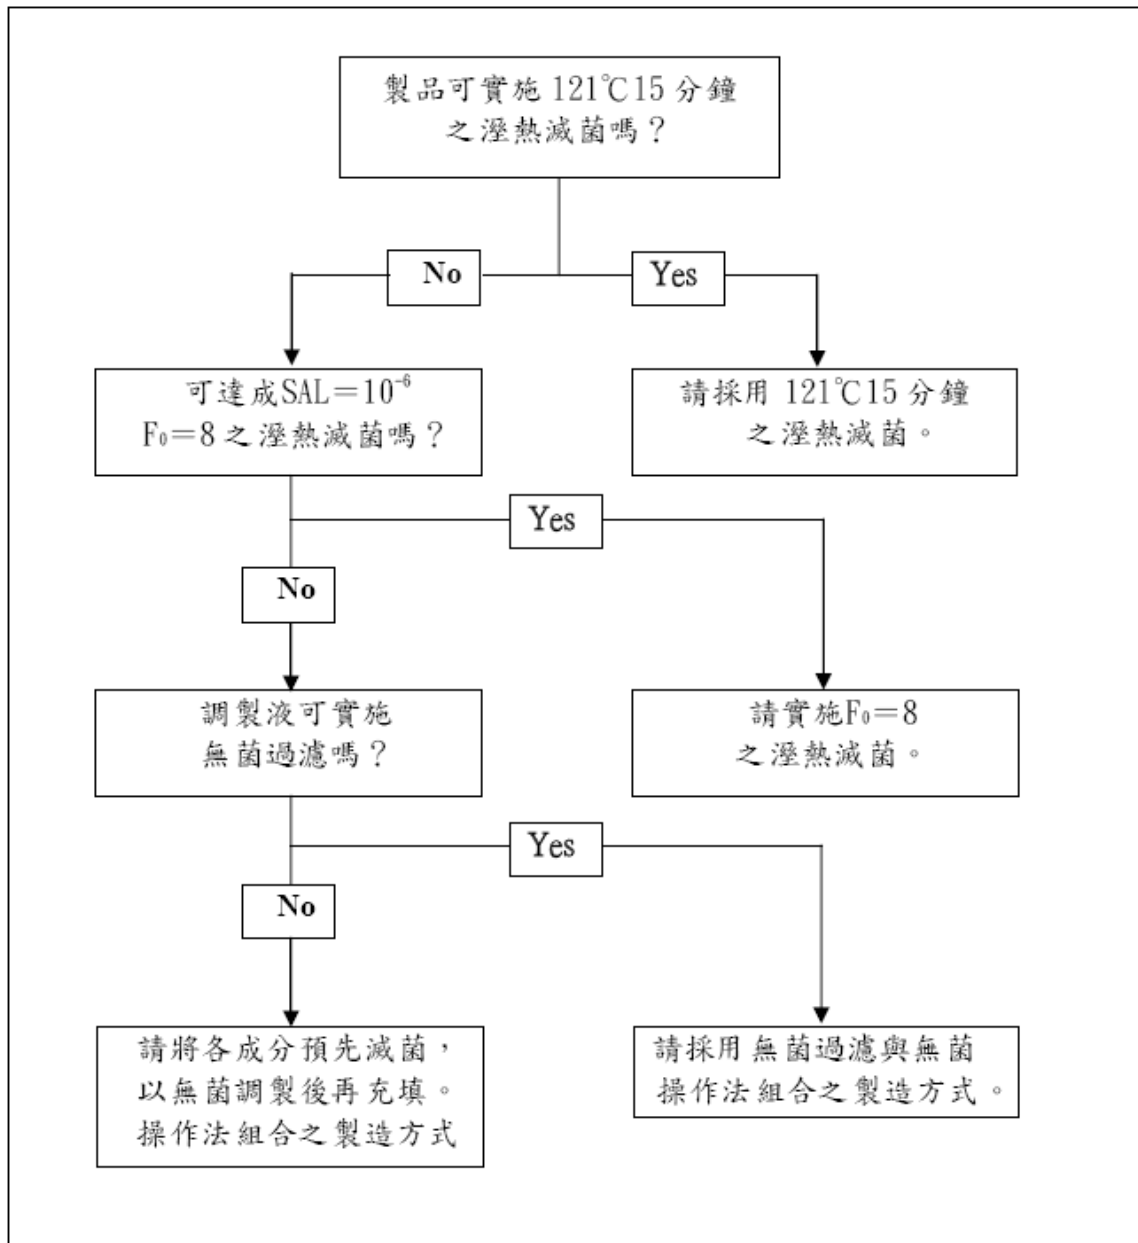 製品可實施 121℃15 分鐘
之溼熱滅菌嗎？
No
Yes
可達成SAL＝10⁻⁶
F₀＝8 之溼熱滅菌嗎？
請採用 121℃15 分鐘
之溼熱滅菌。
Yes
No
調製液可實施
無菌過濾嗎？
請實施F₀＝8
之溼熱滅菌。
Yes
No
請將各成分預先滅菌，
以無菌調製後再充填。
操作法組合之製造方式
請採用無菌過濾與無菌
操作法組合之製造方式。